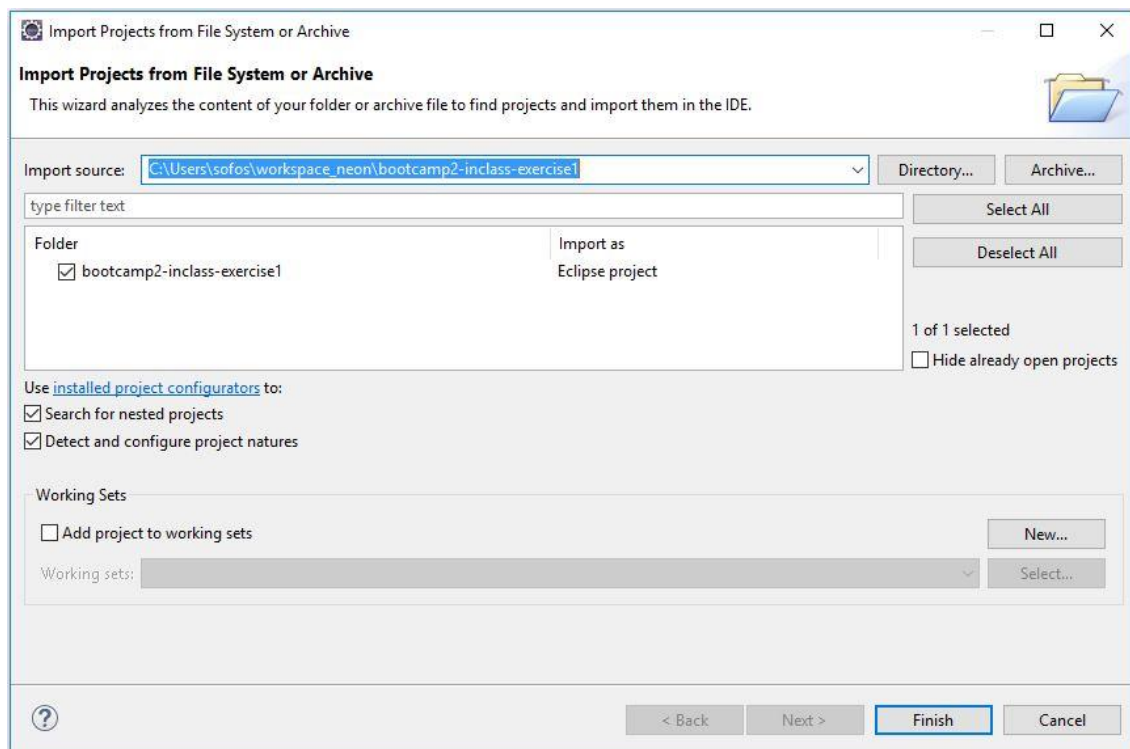 Import Projects from File System or Archive
Import Projects from File System or Archive
This wizard analyzes the content of your folder or archive file to find projects and import them in the IDE.
Import source: C:\Users\sofos\workspace_neon\bootcamp2-inclass-exercise1 Directory... Archive...
type filter text Select All
Folder Import as Deselect All
bootcamp2-inclass-exercise1 Eclipse project
1 of 1 selected
Hide already open projects
Use installed project configurators to:
Search for nested projects
Detect and configure project natures
Working Sets
Add project to working sets New...
Working sets: Select...
? < Back Next > Finish Cancel